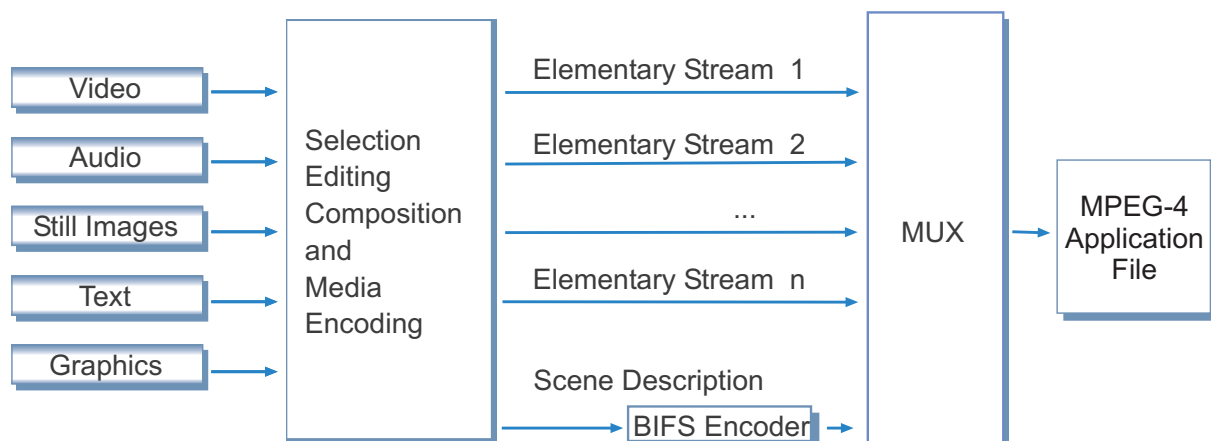 Video
Audio
Still Images
Text
Graphics
Selection
Editing
Composition
and
Media
Encoding
Elementary Stream 1
Elementary Stream 2
...
Elementary Stream n
Scene Description
BIFS Encoder
MUX
MPEG-4
Application
File